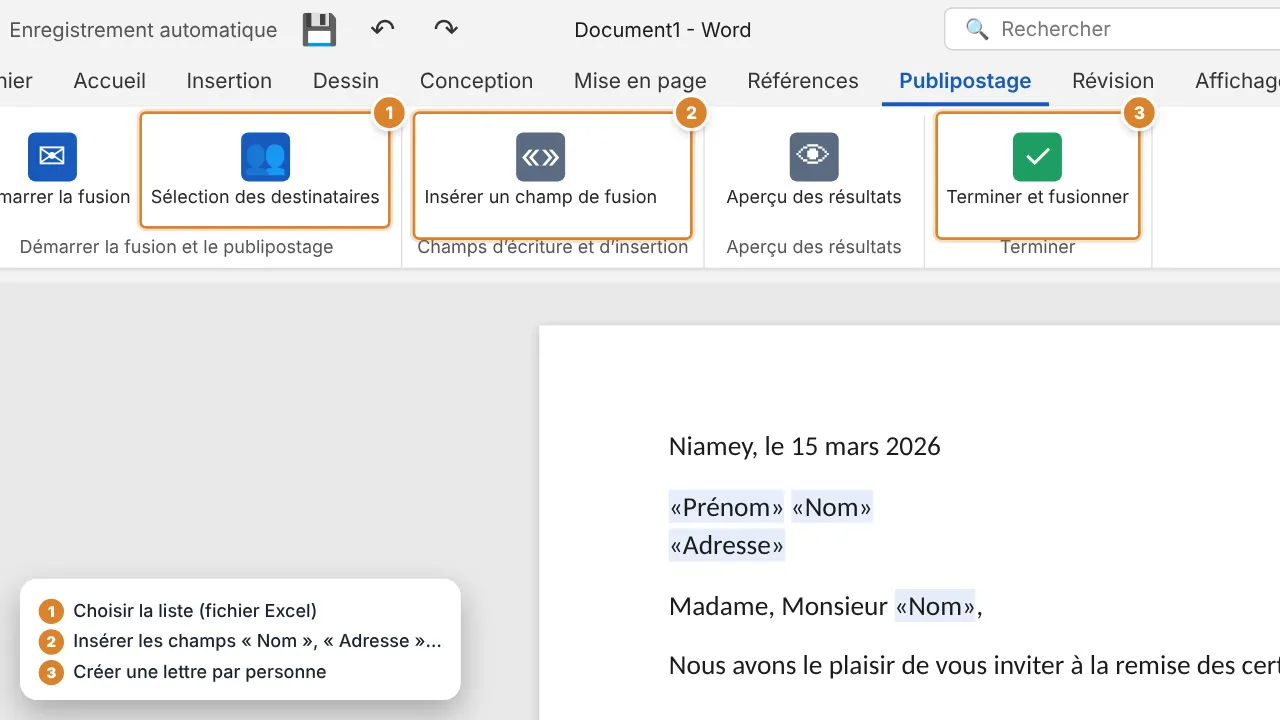 Enregistrement automatique
Document1 - Word
Rechercher
Accueil Insertion Dessin Conception Mise en page Références Publipostage Révision
1 2 3
Sélection des destinataires
Insérer un champ de fusion
Aperçu des résultats
Terminer et fusionner
la fusion
Démarrer la fusion et le publipostage
Champs d’écriture et d’insertion
Aperçu des résultats
Terminer
Niamey, le 15 mars 2026
«Prénom» «Nom»
«Adresse»
Madame, Monsieur «Nom»,
Nous avons le plaisir de vous inviter à la remise des
1 Choisir la liste (fichier Excel)
2 Insérer les champs « Nom », « Adresse »…
3 Créer une lettre par personne